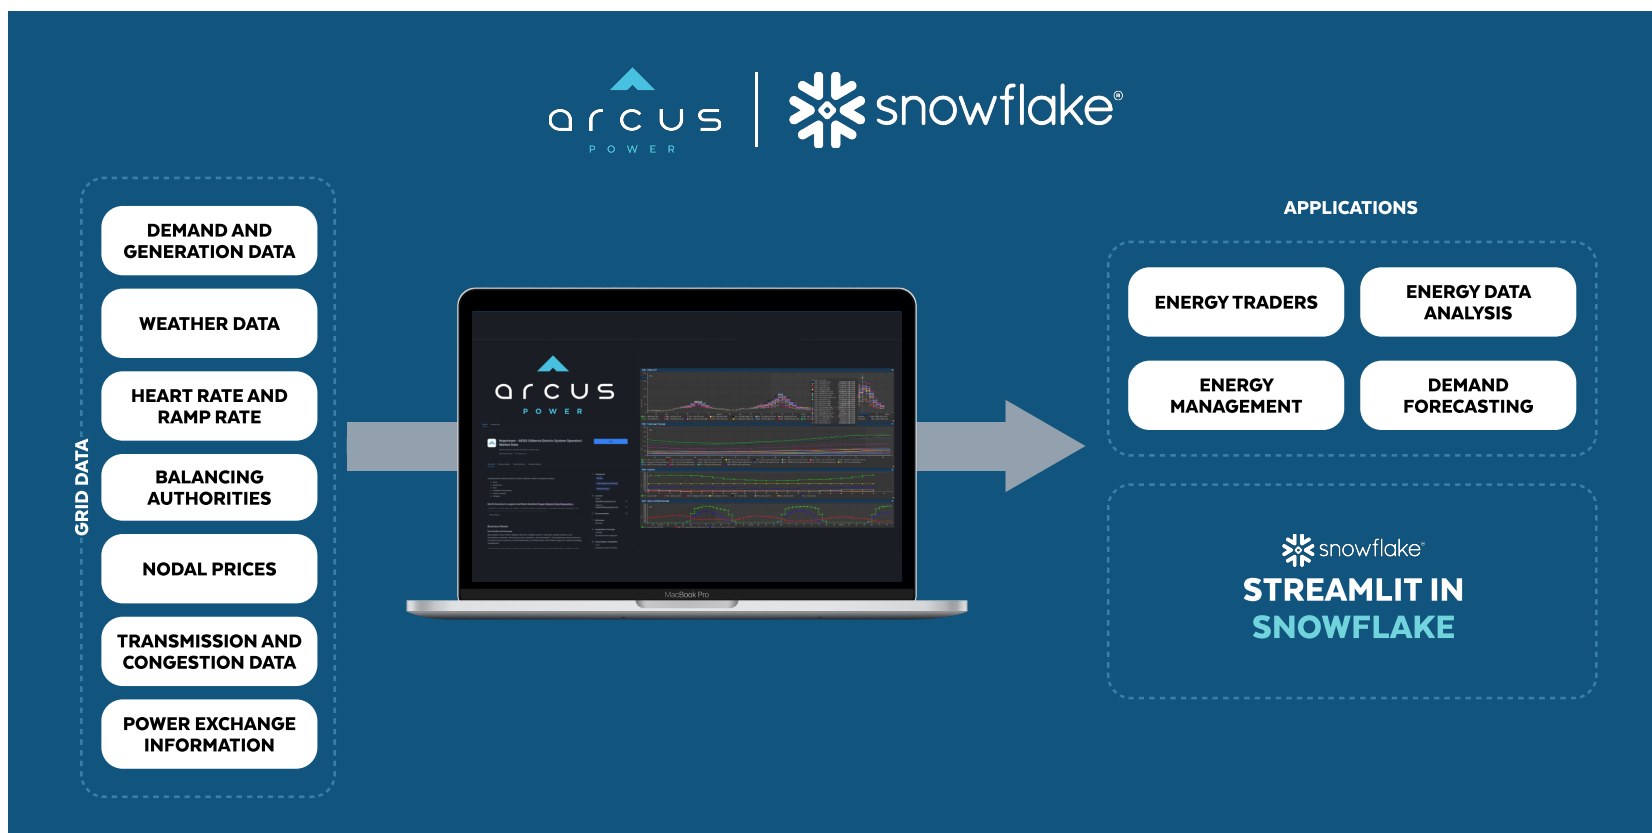 arcus
POWER
snowflake®
GRID DATA
DEMAND AND
GENERATION DATA
WEATHER DATA
HEART RATE AND
RAMP RATE
BALANCING
AUTHORITIES
NODAL PRICES
TRANSMISSION AND
CONGESTION DATA
POWER EXCHANGE
INFORMATION
arcus
POWER
MacBook Pro
APPLICATIONS
ENERGY TRADERS
ENERGY DATA
ANALYSIS
ENERGY
MANAGEMENT
DEMAND
FORECASTING
snowflake®
STREAMLIT IN
SNOWFLAKE